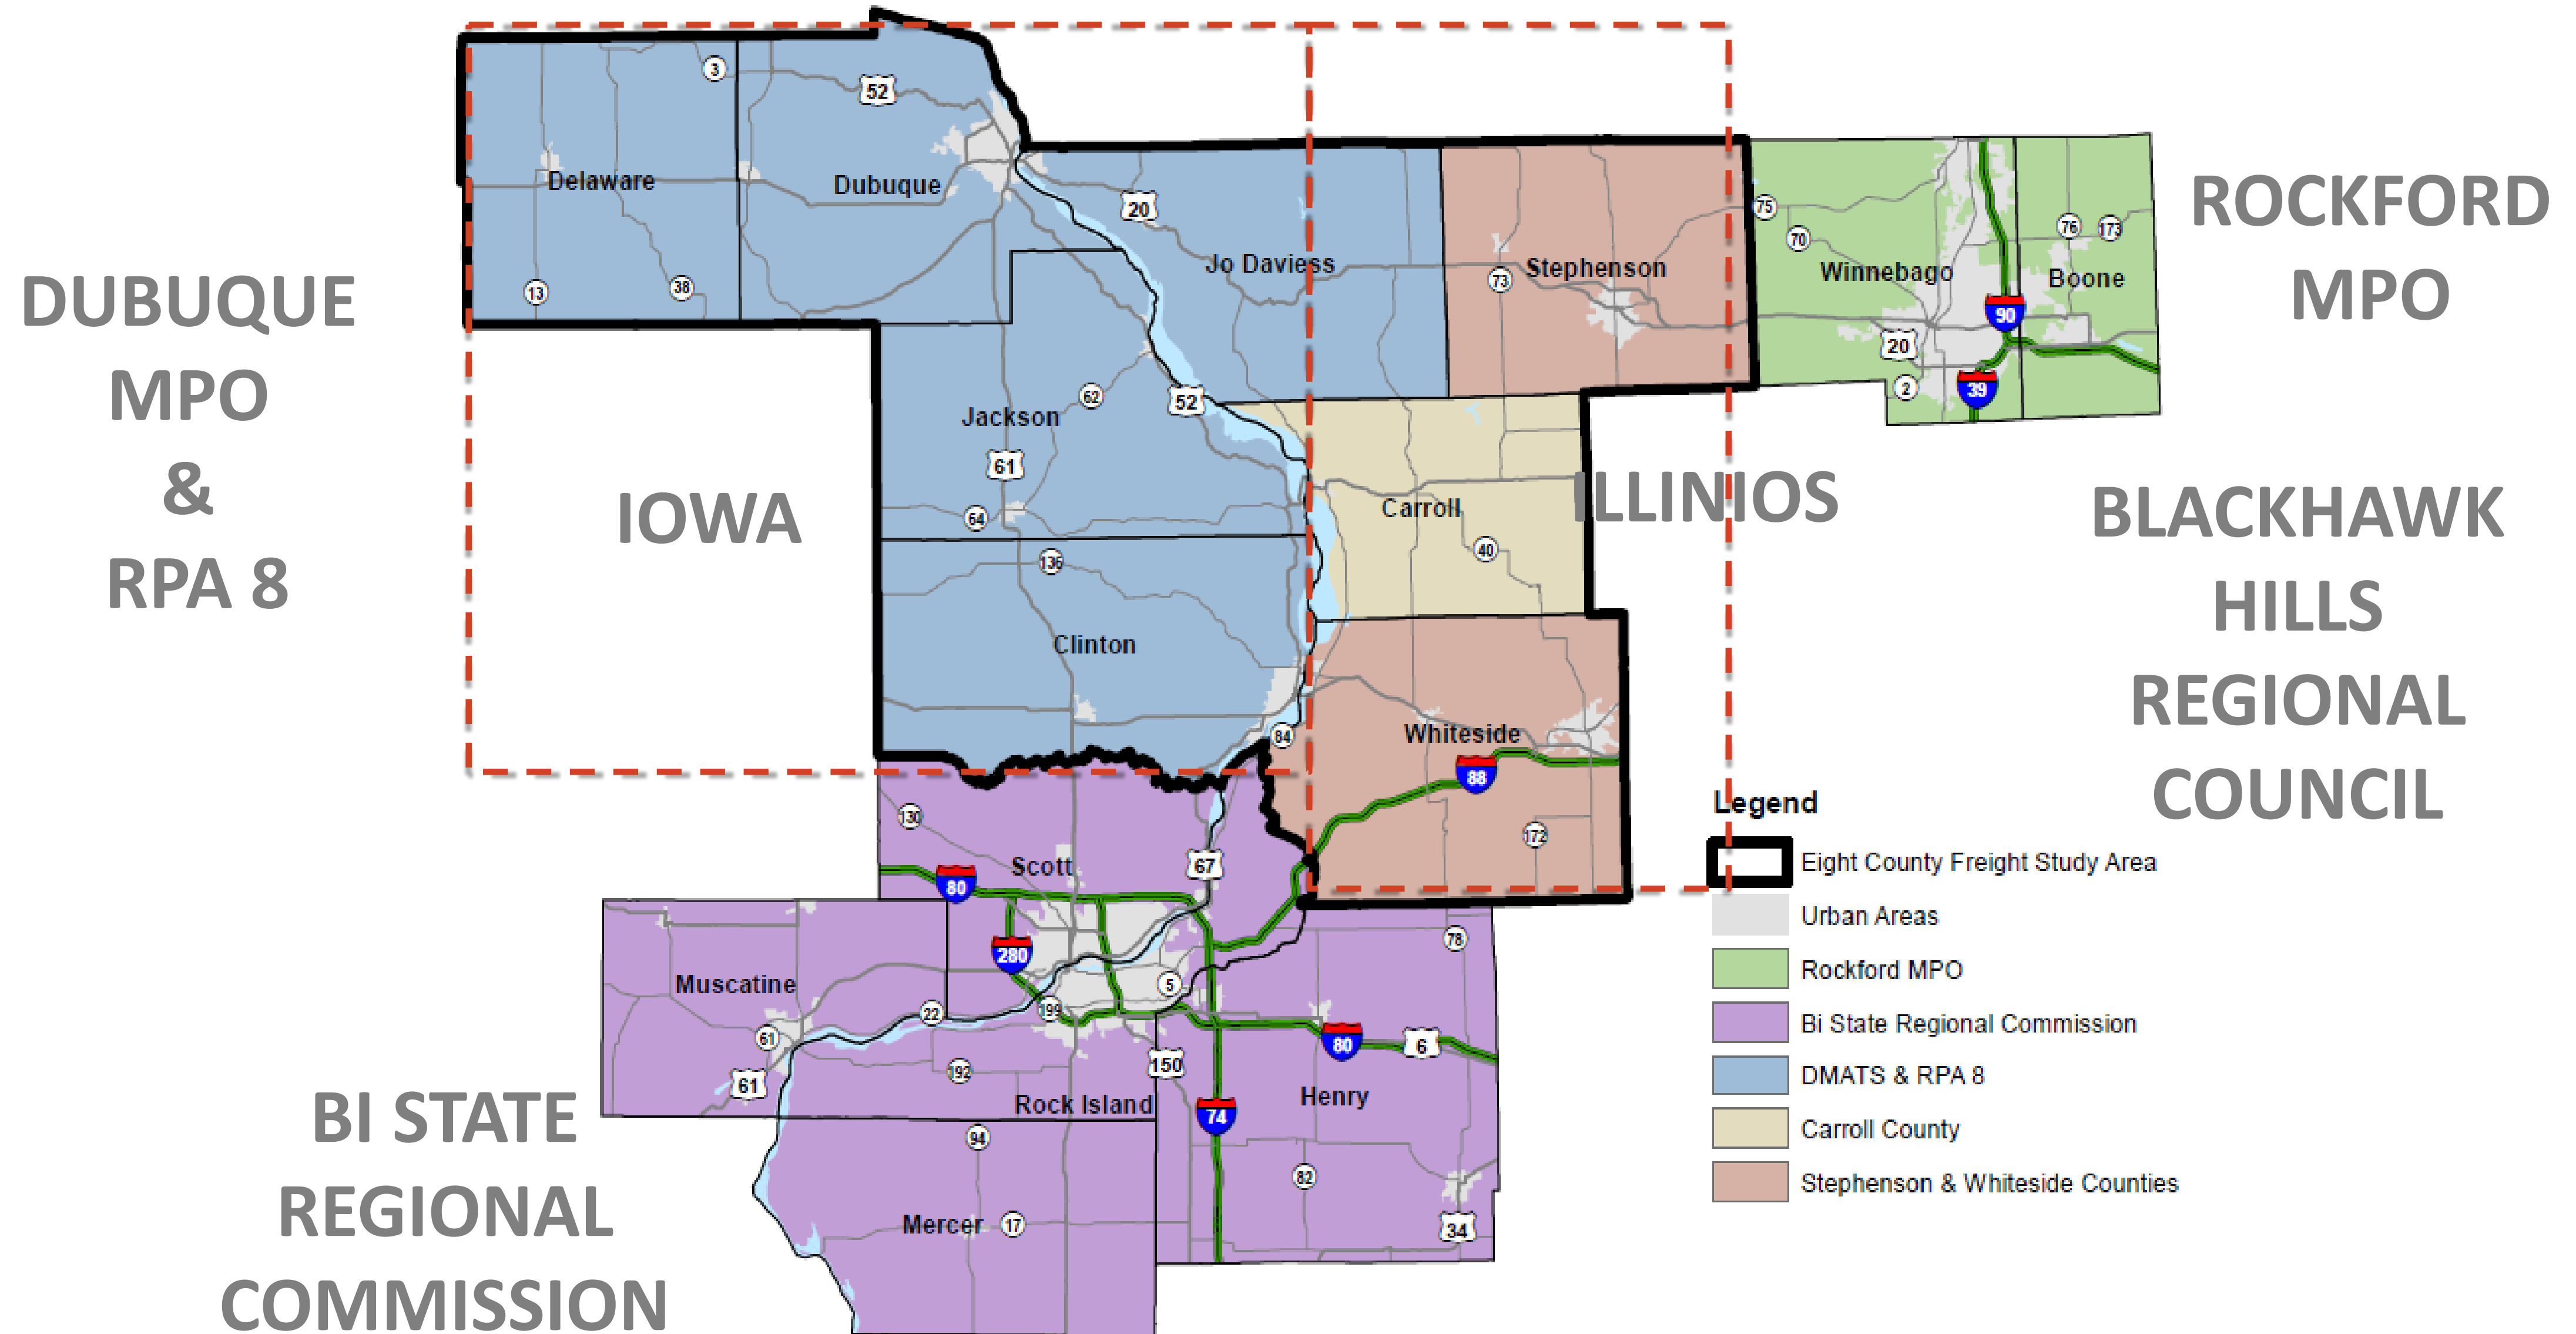 DUBUQUE
MPO
&
RPA 8
IOWA
ILLINIOS
ROCKFORD
MPO
BLACKHAWK
HILLS
REGIONAL
COUNCIL
BI STATE
REGIONAL
COMMISSION
3
52
Delaware
Dubuque
13
38
20
Jo Daviess
73
Stephenson
75
70
Winnebago
76
173
Boone
90
20
2
39
62
52
Jackson
61
64
Carroll
40
136
Clinton
84
Whiteside
88
172
130
Scott
67
80
280
78
Muscatine
5
22
199
61
61
192
150
80
6
Rock Island
74
Henry
94
82
Mercer
17
34
Legend
Eight County Freight Study Area
Urban Areas
Rockford MPO
Bi State Regional Commission
DMATS & RPA 8
Carroll County
Stephenson & Whiteside Counties